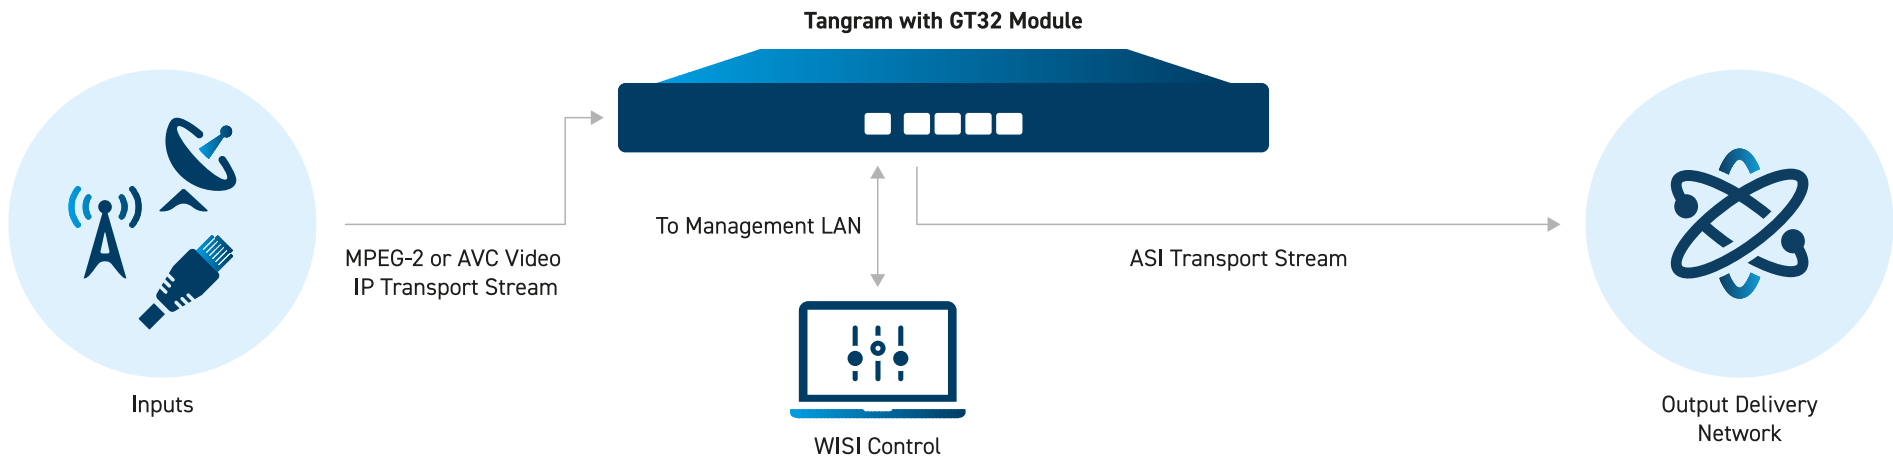 Tangram with GT32 Module
MPEG-2 or AVC Video
IP Transport Stream
To Management LAN
ASI Transport Stream
Inputs
WISI Control
Output Delivery
Network